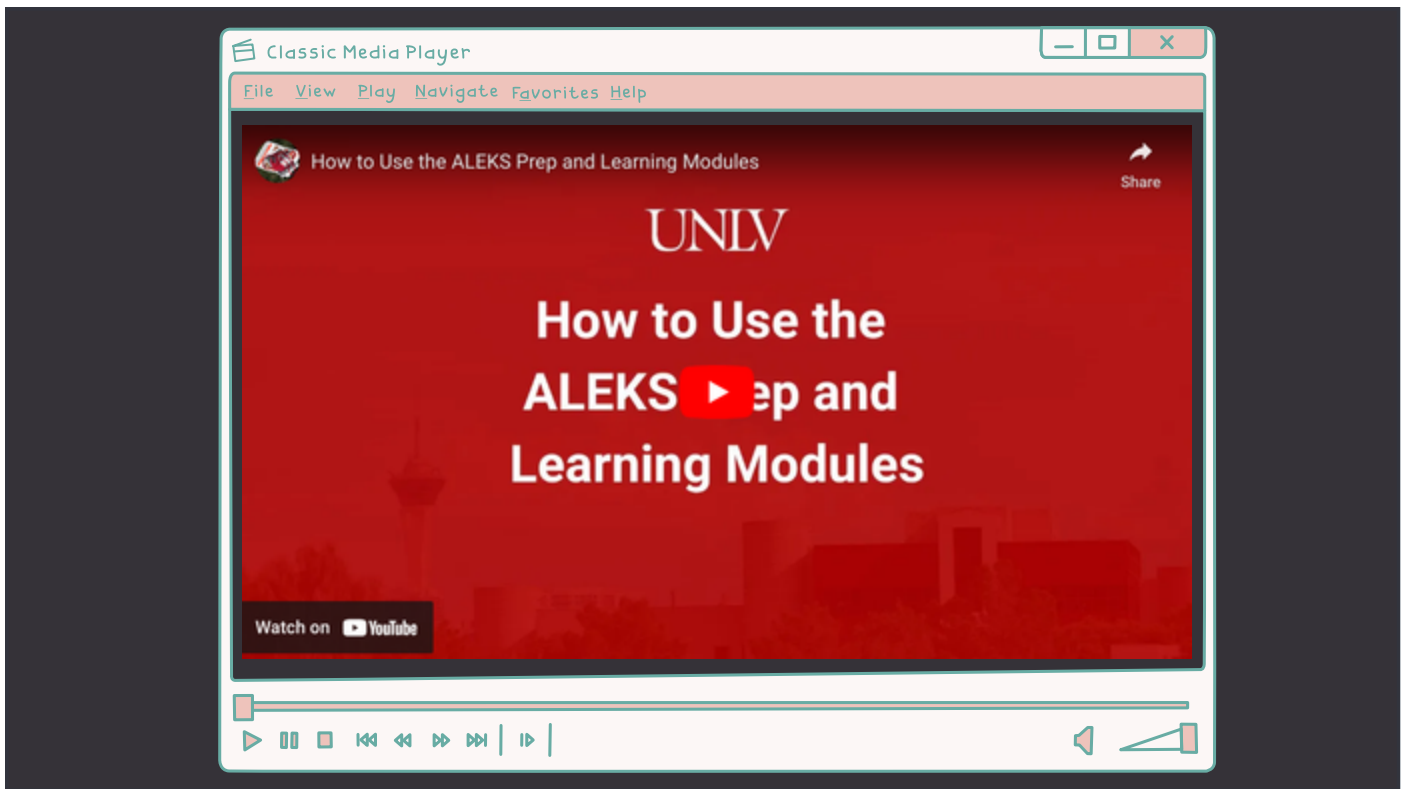 Classic Media Player
File View Play Navigate Favorites Help
How to Use the ALEKS Prep and Learning Modules
Share
UNLV
How to Use the
ALEKS ep and
Learning Modules
Watch on YouTube